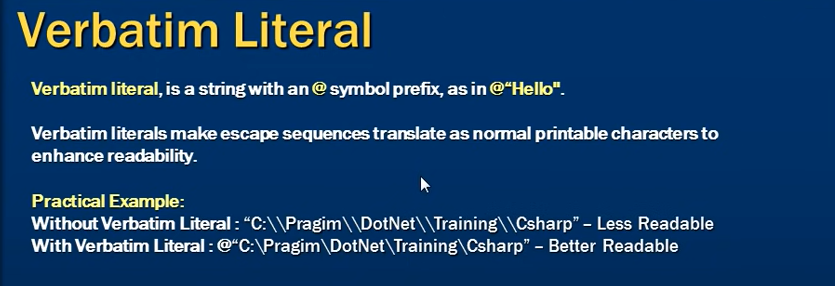 Verbatim Literal
Verbatim literal, is a string with an @ symbol prefix, as in @“Hello".
Verbatim literals make escape sequences translate as normal printable characters to
enhance readability.
Practical Example:
Without Verbatim Literal : “C:\\Pragim\\DotNet\\Training\\Csharp” – Less Readable
With Verbatim Literal : @“C:\Pragim\DotNet\Training\Csharp” – Better Readable